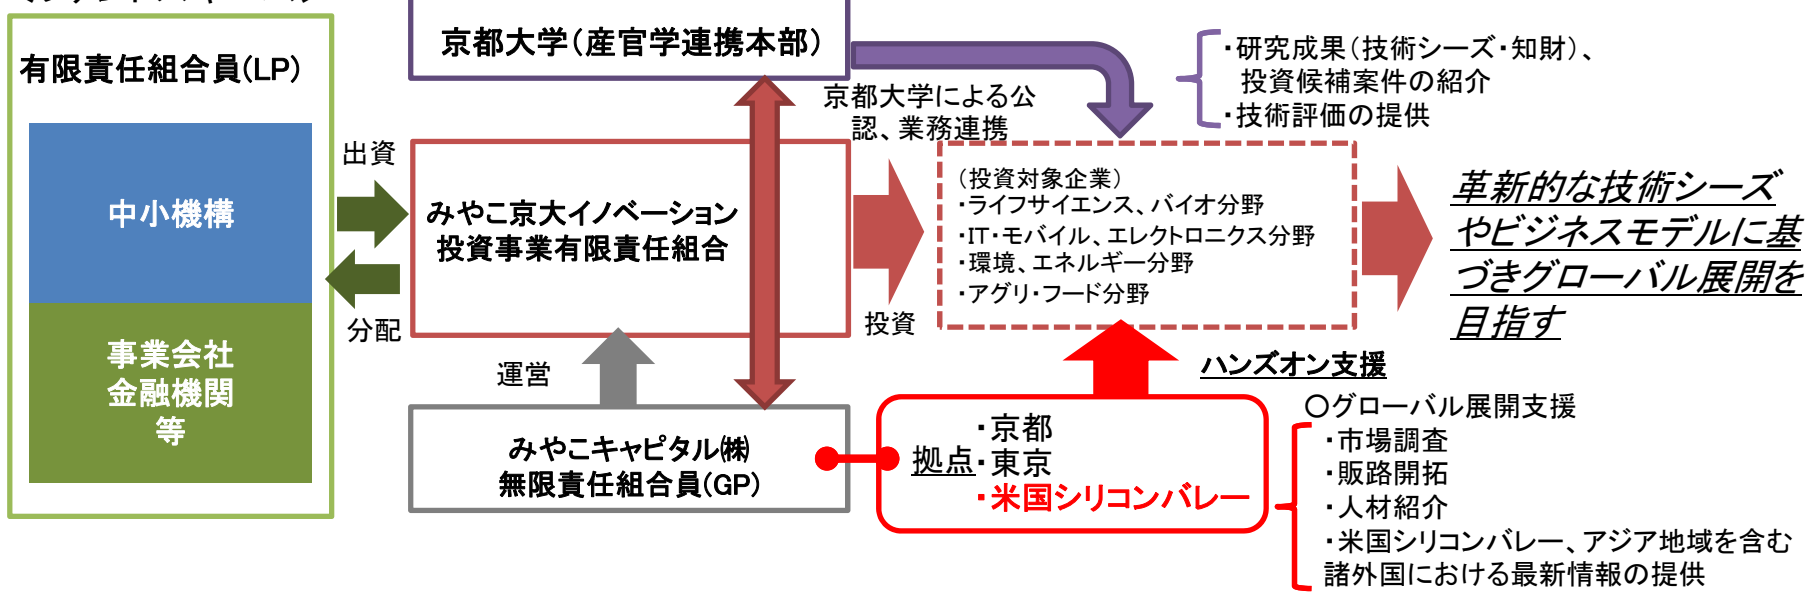 京都大学（産官学連携本部）
有限責任組合員(LP)
・研究成果（技術シーズ・知財）、
投資候補案件の紹介
・技術評価の提供
京都大学による公
認、業務連携
出資
中小機構
みやこ京大イノベーション
投資事業有限責任組合
（投資対象企業）
・ライフサイエンス、バイオ分野
・IT・モバイル、エレクトロニクス分野
・環境、エネルギー分野
・アグリ・フード分野
革新的な技術シーズ
やビジネスモデルに基
づきグローバル展開を
目指す
分配
投資
事業会社
金融機関
等
運営
ハンズオン支援
みやこキャピタル㈱
無限責任組合員(GP)
拠点
・京都
・東京
・米国シリコンバレー
○グローバル展開支援
・市場調査
・販路開拓
・人材紹介
・米国シリコンバレー、アジア地域を含む
諸外国における最新情報の提供